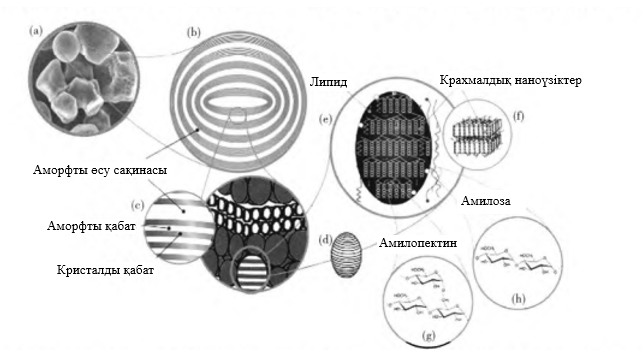 (a)
(b)
Липид
Крахмалдық наноүзіктер
(e)
(f)
Аморфты өсу сақинасы
(c)
Аморфты қабат
Кристалды қабат
(d)
Амилоза
Амилопектин
(g)
(h)